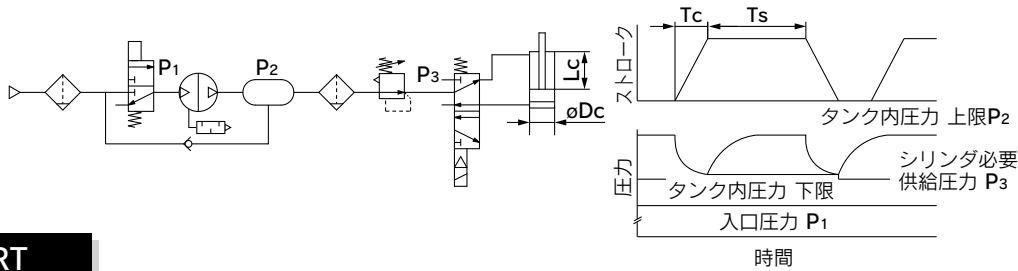 P1
P2
P3
Lc
øDc
Tc
Ts
ストローク
タンク内圧力 上限P2
圧力
シリンダ必要
供給圧力 P3
タンク内圧力 下限
入口圧力 P1
時間
RT